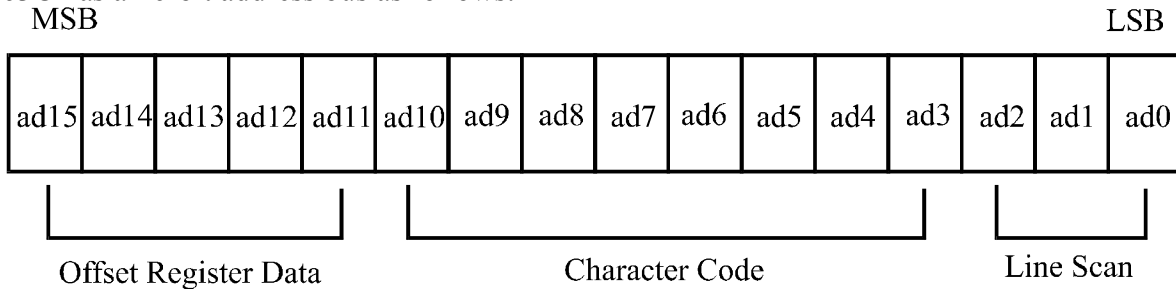 MSB LSB
ad15 ad14 ad13 ad12 ad11 ad10 ad9 ad8 ad7 ad6 ad5 ad4 ad3 ad2 ad1 ad0
Offset Register Data Character Code Line Scan